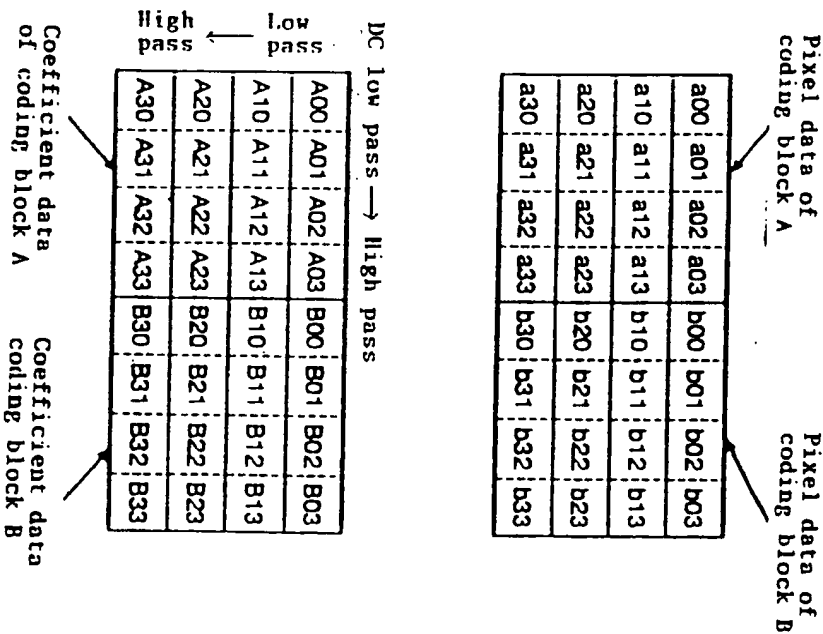 Pixel data of
coding block A
Pixel data of
coding block B
a00 a01 a02 a03 b00 b01 b02 b03
a10 a11 a12 a13 b10 b11 b12 b13
a20 a21 a22 a23 b20 b21 b22 b23
a30 a31 a32 a33 b30 b31 b32 b33
DC low pass → High pass
Low
pass
High
pass
A00 A01 A02 A03 B00 B01 B02 B03
A10 A11 A12 A13 B10 B11 B12 B13
A20 A21 A22 A23 B20 B21 B22 B23
A30 A31 A32 A33 B30 B31 B32 B33
Coefficient data
of coding block A
Coefficient data
coding block B